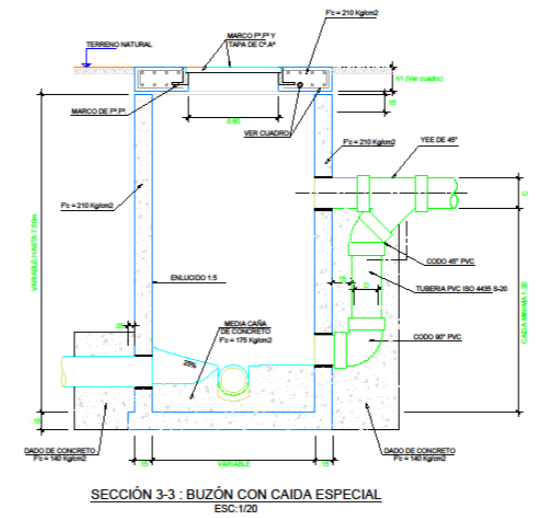 F'c = 210 Kg/cm2
MARCO Fº.Fº Y
TAPA DE Cº.Aº
TERRENO NATURAL
h1 (Ver cuadro)
.15
MARCO DE Fº.Fº.
0.60
VER CUADRO
F'c = 210 Kg/cm2
YEE DE 45°
F'c = 210 Kg/cm2
C
VARIABLE HASTA 7.50m
CODO 45° PVC
ENLUCIDO 1:5
.15
D
TUBERIA PVC ISO 4435 S-20
CAIDA MINIMA 1.20
.05
MEDIA CAÑA
DE CONCRETO
F'c = 175 Kg/cm2
CODO 90° PVC
25%
.15
DADO DE CONCRETO
F'c = 140 Kg/cm2
.15
VARIABLE
.15
DADO DE CONCRETO
F'c = 140 Kg/cm2
SECCIÓN 3-3 : BUZÓN CON CAIDA ESPECIAL
ESC:1/20